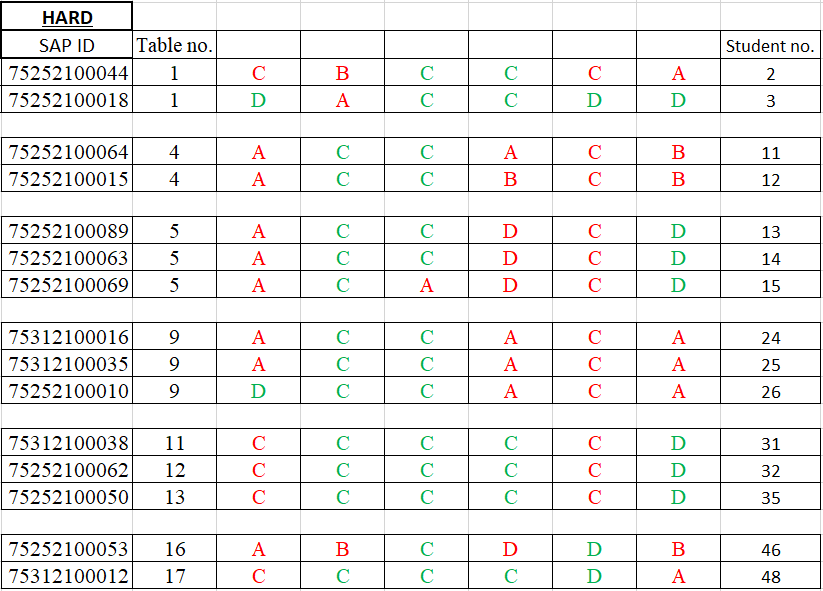 HARD
SAP ID Table no. Student no.
75252100044 1 C B C C C A 2
75252100018 1 D A C C D D 3
75252100064 4 A C C A C B 11
75252100015 4 A C C B C B 12
75252100089 5 A C C D C D 13
75252100063 5 A C C D C D 14
75252100069 5 A C A D C D 15
75312100016 9 A C C A C A 24
75312100035 9 A C C A C A 25
75252100010 9 D C C A C A 26
75312100038 11 C C C C C D 31
75252100062 12 C C C C C D 32
75252100050 13 C C C C C D 35
75252100053 16 A B C D D B 46
75312100012 17 C C C C D A 48